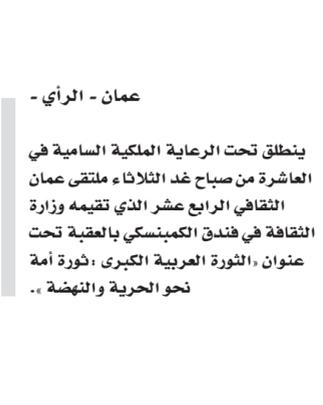 عمان - الرأي -
ينطلق تحت الرعاية الملكية السامية في
العاشرة من صباح غد الثلاثاء ملتقى عمان
الثقافي الرابع عشر الذي تقيمه وزارة
الثقافة في فندق الكمبنسكي بالعقبة تحت
عنوان «الثورة العربية الكبرى : ثورة أمة
نحو الحرية والنهضة ».